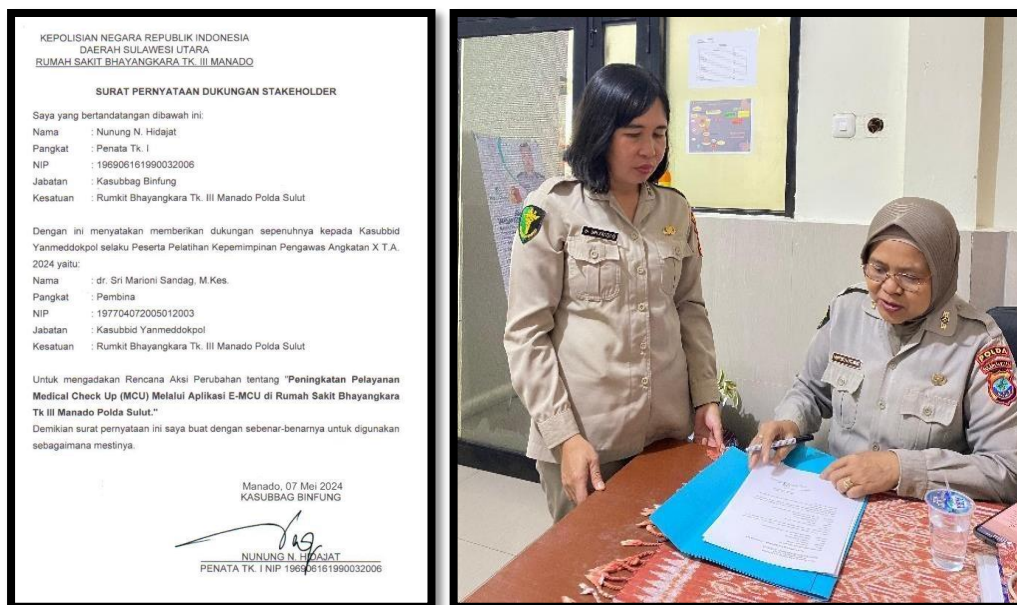 KEPOLISIAN NEGARA REPUBLIK INDONESIA
DAERAH SULAWESI UTARA
RUMAH SAKIT BHAYANGKARA TK. III MANADO
SURAT PERNYATAAN DUKUNGAN STAKEHOLDER
Saya yang bertandatangan dibawah ini:
Nama : Nunung N. Hidajat
Pangkat : Penata Tk. I
NIP : 196906161990032006
Jabatan : Kasubbag Binfung
Kesatuan : Rumkit Bhayangkara Tk. III Manado Polda Sulut
Dengan ini menyatakan memberikan dukungan sepenuhnya kepada Kasubbid
Yanmeddokpol selaku Peserta Pelatihan Kepemimpinan Pengawas Angkatan X T.A.
2024 yaitu:
Nama : dr. Sri Marioni Sandag, M.Kes.
Pangkat : Pembina
NIP : 197704072005012003
Jabatan : Kasubbid Yanmeddokpol
Kesatuan : Rumkit Bhayangkara Tk. III Manado Polda Sulut
Untuk mengadakan Rencana Aksi Perubahan tentang "Peningkatan Pelayanan
Medical Check Up (MCU) Melalui Aplikasi E-MCU di Rumah Sakit Bhayangkara
Tk III Manado Polda Sulut."
Demikian surat pernyataan ini saya buat dengan sebenar-benarnya untuk digunakan
sebagaimana mestinya.
Manado, 07 Mei 2024
KASUBBAG BINFUNG
NUNUNG N. HIDAJAT
PENATA TK. I NIP 196906161990032006
POLDA